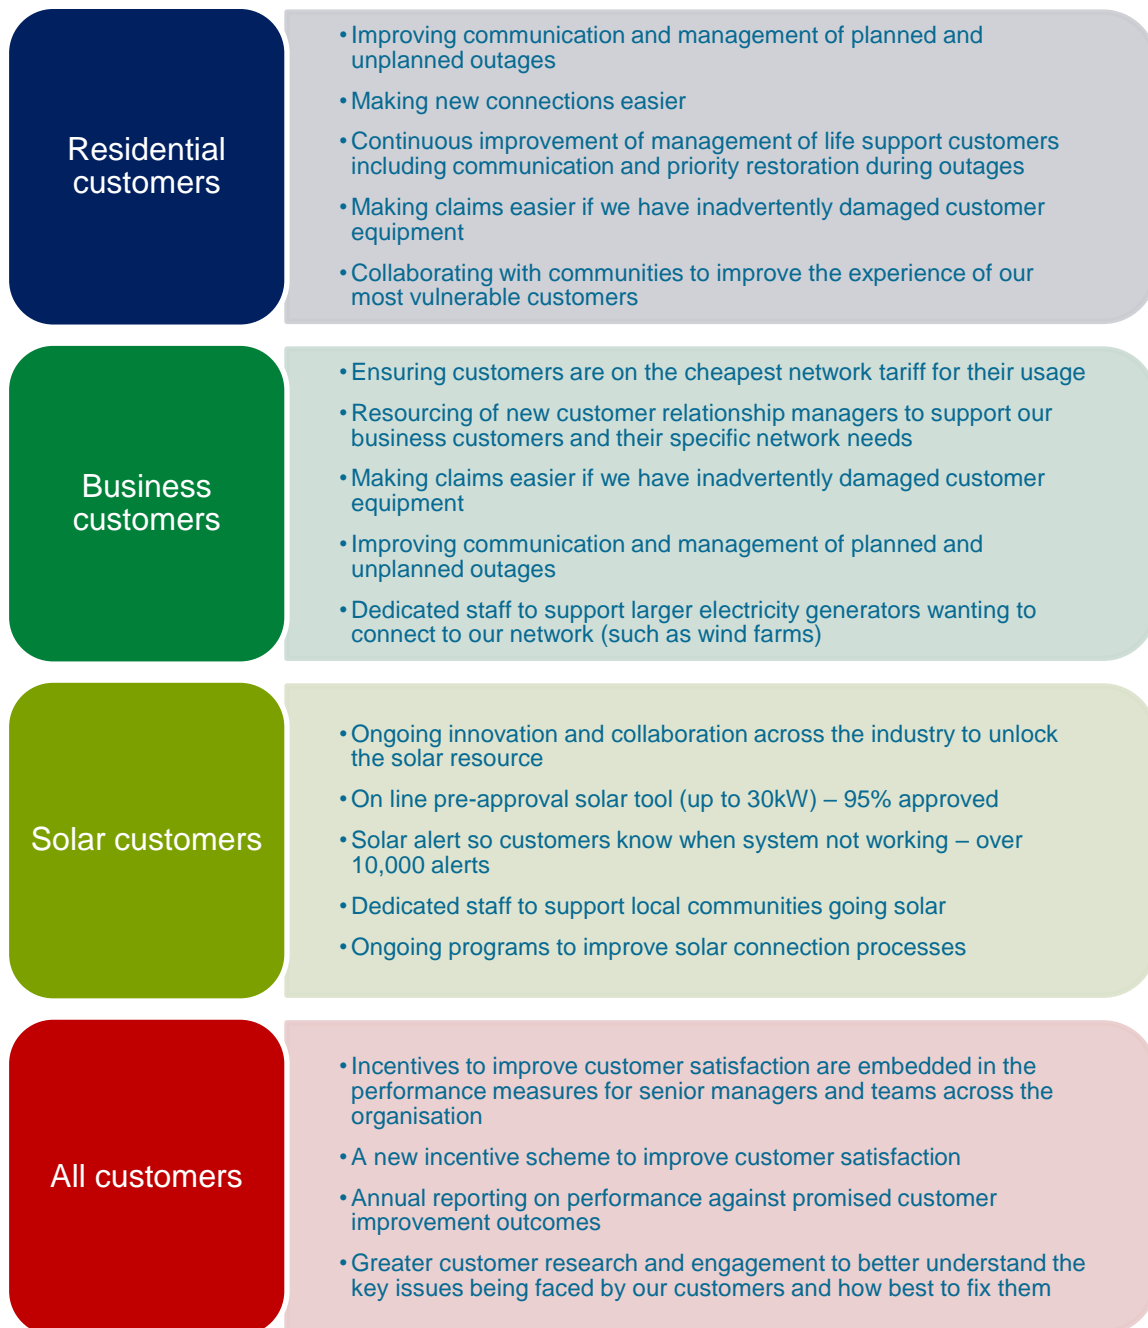 Residential
customers
• Improving communication and management of planned and
unplanned outages
• Making new connections easier
• Continuous improvement of management of life support customers
including communication and priority restoration during outages
• Making claims easier if we have inadvertently damaged customer
equipment
• Collaborating with communities to improve the experience of our
most vulnerable customers
Business
customers
• Ensuring customers are on the cheapest network tariff for their usage
• Resourcing of new customer relationship managers to support our
business customers and their specific network needs
• Making claims easier if we have inadvertently damaged customer
equipment
• Improving communication and management of planned and
unplanned outages
• Dedicated staff to support larger electricity generators wanting to
connect to our network (such as wind farms)
Solar customers
• Ongoing innovation and collaboration across the industry to unlock
the solar resource
• On line pre-approval solar tool (up to 30kW) – 95% approved
• Solar alert so customers know when system not working – over
10,000 alerts
• Dedicated staff to support local communities going solar
• Ongoing programs to improve solar connection processes
All customers
• Incentives to improve customer satisfaction are embedded in the
performance measures for senior managers and teams across the
organisation
• A new incentive scheme to improve customer satisfaction
• Annual reporting on performance against promised customer
improvement outcomes
• Greater customer research and engagement to better understand the
key issues being faced by our customers and how best to fix them